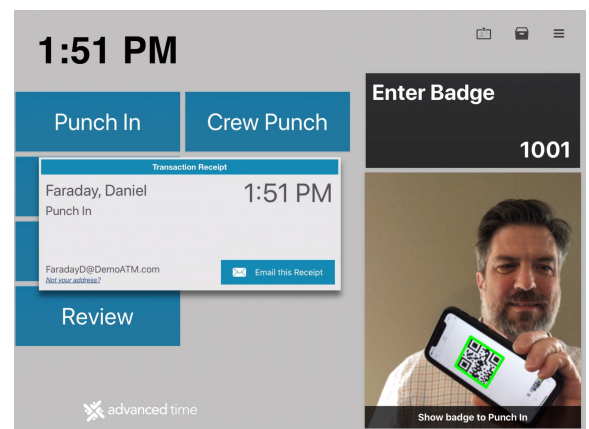 1:51 PM
Punch In
Crew Punch
Enter Badge
1001
Transaction Receipt
Faraday, Daniel
1:51 PM
Punch In
FaradayD@DemoATM.com
Not your address?
Email this Receipt
Review
advanced time
Show badge to Punch In